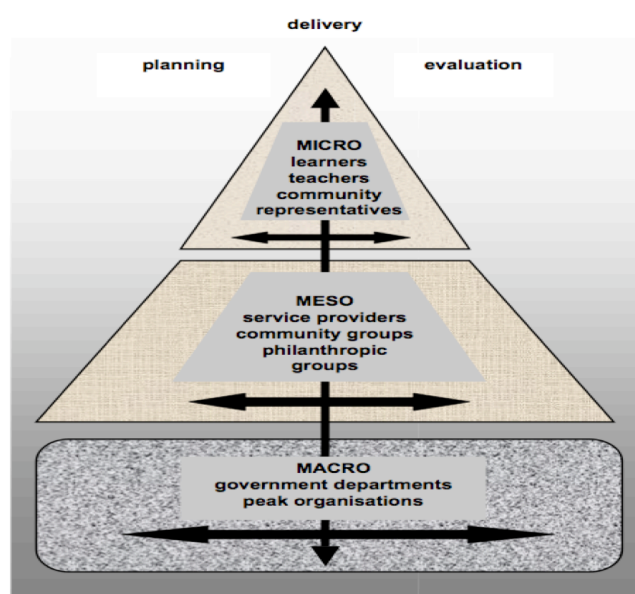 delivery
planning
evaluation
MICRO
learners
teachers
community
representatives
MESO
service providers
community groups
philanthropic
groups
MACRO
government departments
peak organisations